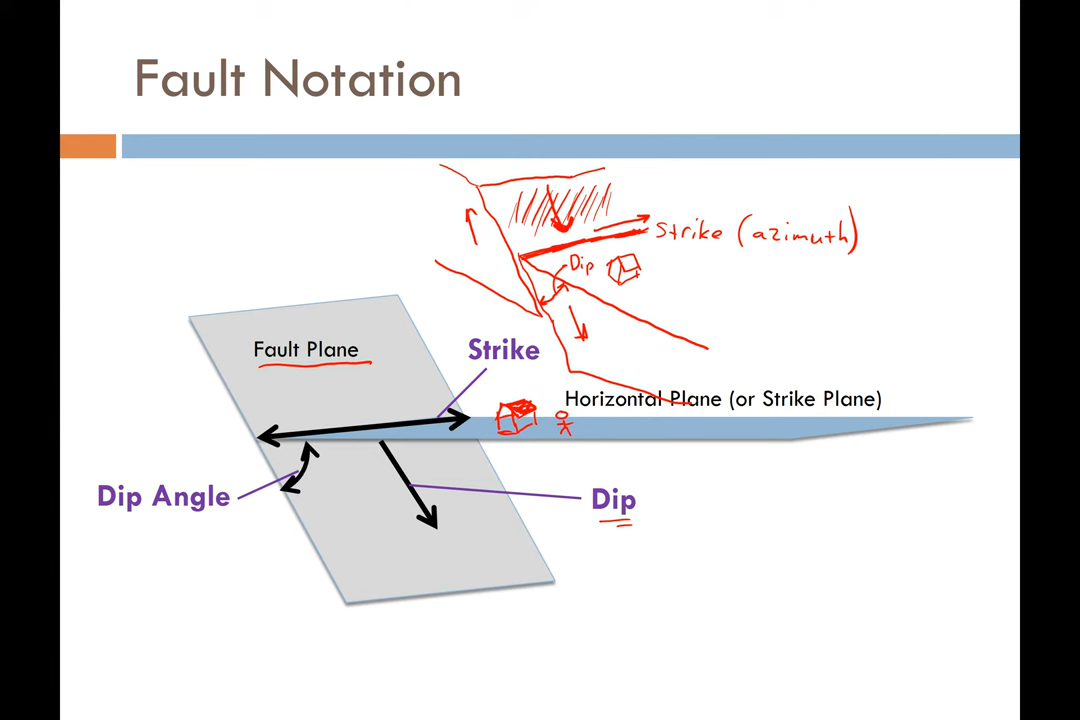 Fault Notation
Strike (azimuth)
Dip
Fault Plane
Strike
Horizontal Plane (or Strike Plane)
Dip Angle
Dip